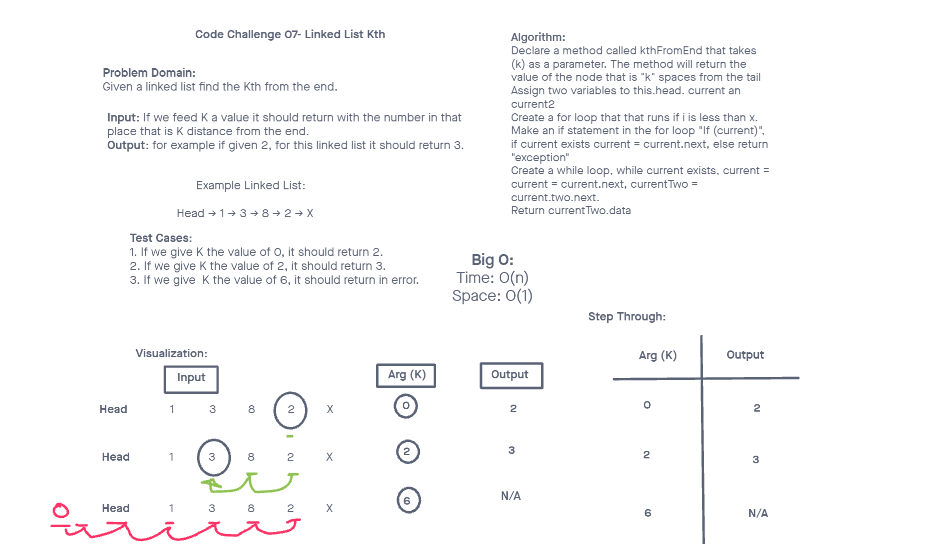 Code Challenge 07- Linked List Kth
Problem Domain:
Given a linked list find the Kth from the end.
Input: If we feed K a value it should return with the number in that
place that is K distance from the end.
Output: for example if given 2, for this linked list it should return 3.
Example Linked List:
Head → 1 → 3 → 8 → 2 → X
Test Cases:
1. If we give K the value of 0, it should return 2.
2. If we give K the value of 2, it should return 3.
3. If we give K the value of 6, it should return in error.
Algorithm:
Declare a method called kthFromEnd that takes
(k) as a parameter. The method will return the
value of the node that is "k" spaces from the tail
Assign two variables to this.head. current an
current2
Create a for loop that that runs if i is less than x.
Make an if statement in the for loop "If (current)",
if current exists current = current.next, else return
"exception"
Create a while loop, while current exists, current =
current = current.next, currentTwo =
current.two.next.
Return currentTwo.data
Big O:
Time: O(n)
Space: O(1)
Visualization:
Input Arg (K) Output
Head 1 3 8 2 X 0 2
Head 1 3 8 2 X 2 3
Head 1 3 8 2 X 6 N/A
O
Step Through:
Arg (K) Output
0 2
2 3
6 N/A